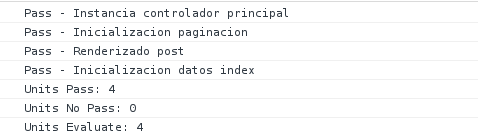 Pass - Instancia controlador principal
Pass - Inicializacion paginacion
Pass - Renderizado post
Pass - Inicializacion datos index
Units Pass: 4
Units No Pass: 0
Units Evaluate: 4